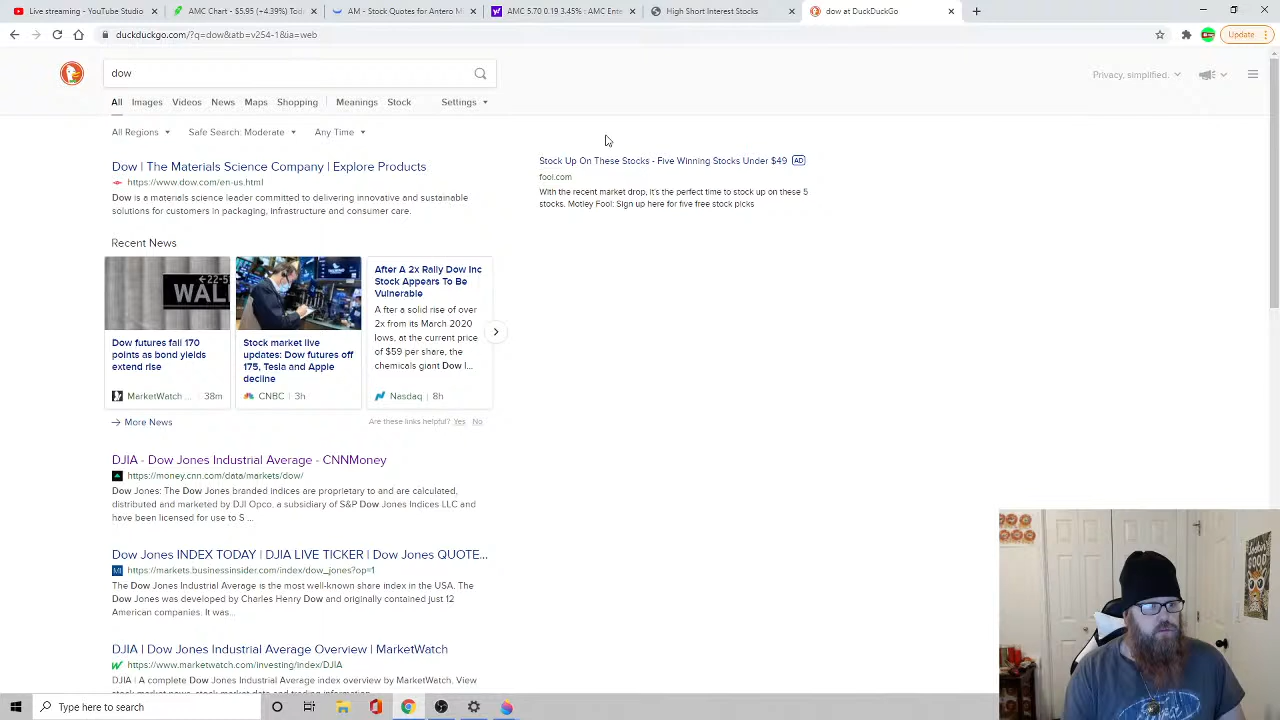 Live streaming - YouTube Studio
AMC Chart - $5.95 (+4.39%) Toda
AM - Stock Quotes for Antero M
AMC 5.70 0.19 3.45% : AMC Ente
High Short Interest Stocks
dow at DuckDuckGo
duckduckgo.com/?q=dow&atb=v254-1&ia=web
Update
dow
Privacy, simplified.
All
Images
Videos
News
Maps
Shopping
Meanings
Stock
Settings
All Regions
Safe Search: Moderate
Any Time
Dow | The Materials Science Company | Explore Products
https://www.dow.com/en-us.html
Dow is a materials science leader committed to delivering innovative and sustainable
solutions for customers in packaging, infrastructure and consumer care.
Stock Up On These Stocks - Five Winning Stocks Under $49 AD
fool.com
With the recent market drop, it's the perfect time to stock up on these 5
stocks. Motley Fool: Sign up here for five free stock picks
Recent News
WALL
Dow futures fall 170
points as bond yields
extend rise
MarketWatch ... 38m
Stock market live
updates: Dow futures off
175, Tesla and Apple
decline
CNBC 3h
After A 2x Rally Dow Inc
Stock Appears To Be
Vulnerable
After a solid rise of over
2x from its March 2020
lows, at the current price
of $59 per share, the
chemicals giant Dow I...
Nasdaq 8h
More News
Are these links helpful? Yes No
DJIA - Dow Jones Industrial Average - CNNMoney
https://money.cnn.com/data/markets/dow/
Dow Jones: The Dow Jones branded indices are proprietary to and are calculated,
distributed and marketed by DJI Opco, a subsidiary of S&P Dow Jones Indices LLC and
have been licensed for use to S ...
Dow Jones INDEX TODAY | DJIA LIVE TICKER | Dow Jones QUOTE...
https://markets.businessinsider.com/index/dow_jones?op=1
The Dow Jones Industrial Average is the most well-known share index in the USA. The
Dow Jones was developed by Charles Henry Dow and originally contained just 12
American companies. It was...
DJIA | Dow Jones Industrial Average Overview | MarketWatch
https://www.marketwatch.com/investing/index/DJIA
DJIA | A complete Dow Jones Industrial Average index overview by MarketWatch. View
stock market news, stock market data and trading information.
Type here to search